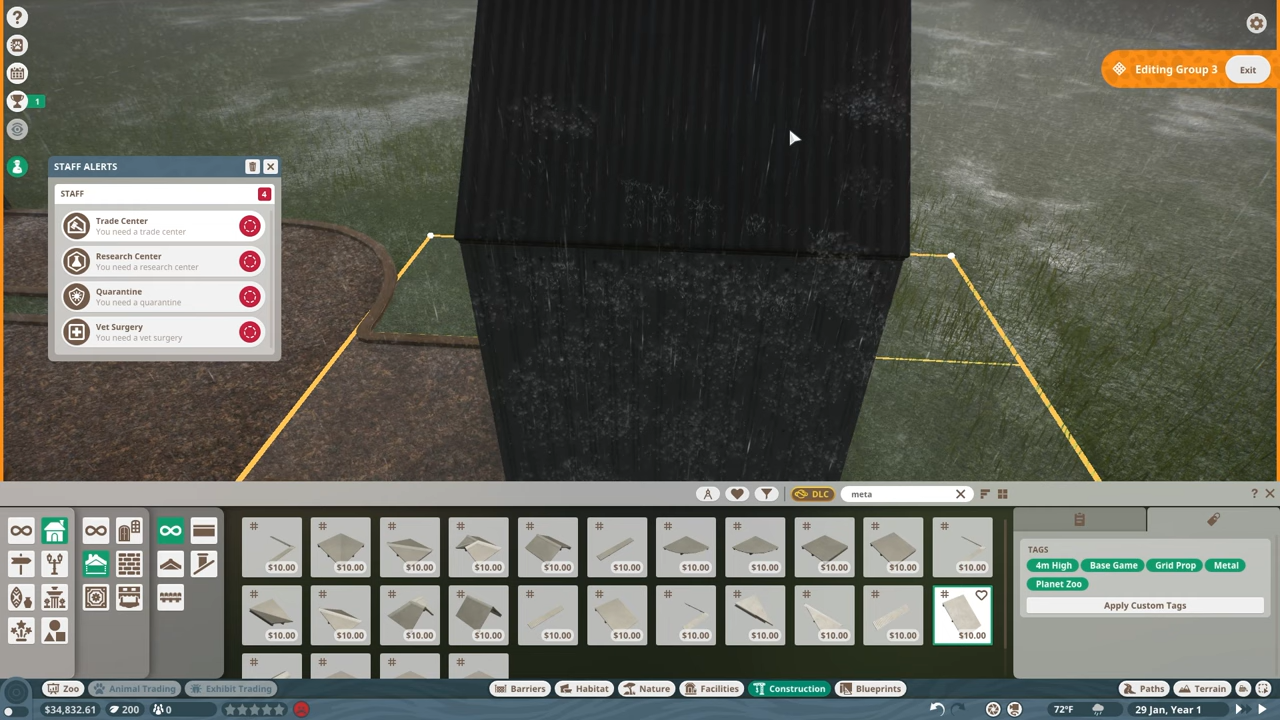 ?
Editing Group 3
Exit
1
STAFF ALERTS
STAFF
4
Trade Center
You need a trade center
Research Center
You need a research center
Quarantine
You need a quarantine
Vet Surgery
You need a vet surgery
DLC
meta
?
$10.00 $10.00 $10.00 $10.00 $10.00 $10.00 $10.00 $10.00 $10.00 $10.00 $10.00
$10.00 $10.00 $10.00 $10.00 $10.00 $10.00 $10.00 $10.00 $10.00 $10.00 $10.00
TAGS
4m High Base Game Grid Prop Metal
Planet Zoo
Apply Custom Tags
Zoo Animal Trading Exhibit Trading Barriers Habitat Nature Facilities Construction Blueprints Paths Terrain
$34,832.61 200 0 72°F 29 Jan, Year 1